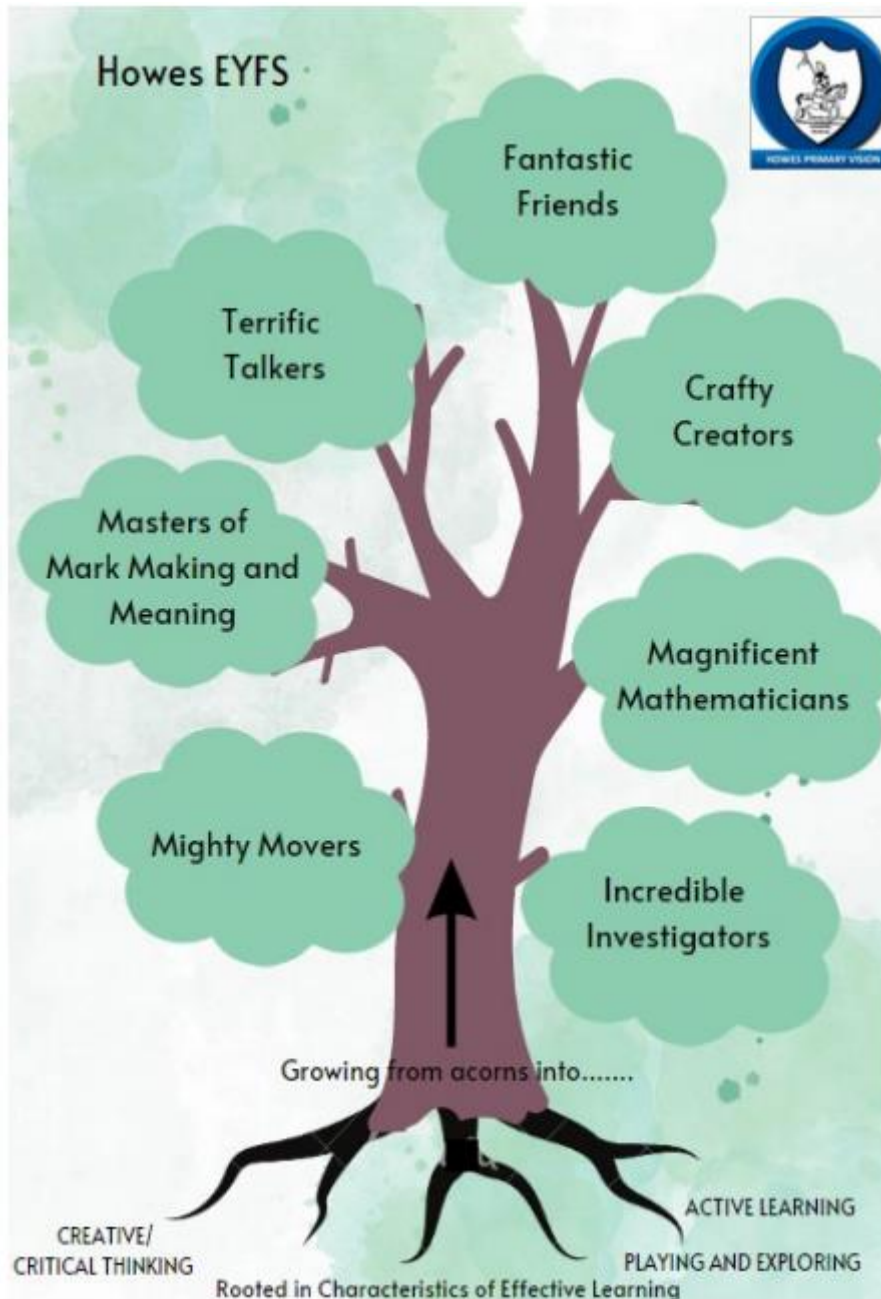 Howes EYFS
HOWES PRIMARY VISION
Fantastic
Friends
Terrific
Talkers
Crafty
Creators
Masters of
Mark Making and
Meaning
Magnificent
Mathematicians
Mighty Movers
Incredible
Investigators
Growing from acorns into.......
CREATIVE/
CRITICAL THINKING
ACTIVE LEARNING
PLAYING AND EXPLORING
Rooted in Characteristics of Effective Learning